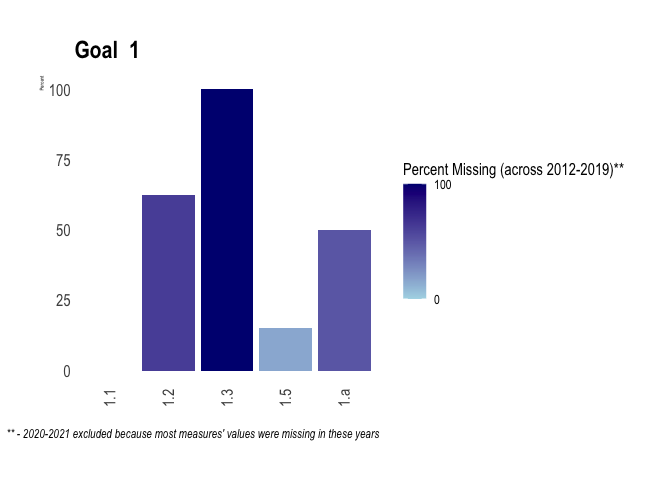 Goal  1
Percent
100
75
50
25
0
1.1
1.2
1.3
1.5
1.a
Percent Missing (across 2012-2019)**
100
0
** - 2020-2021 excluded because most measures' values were missing in these years